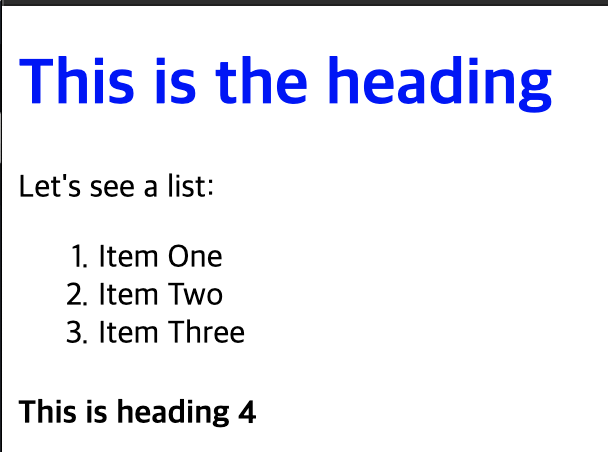 This is the heading
Let's see a list:
1. Item One
2. Item Two
3. Item Three
This is heading 4